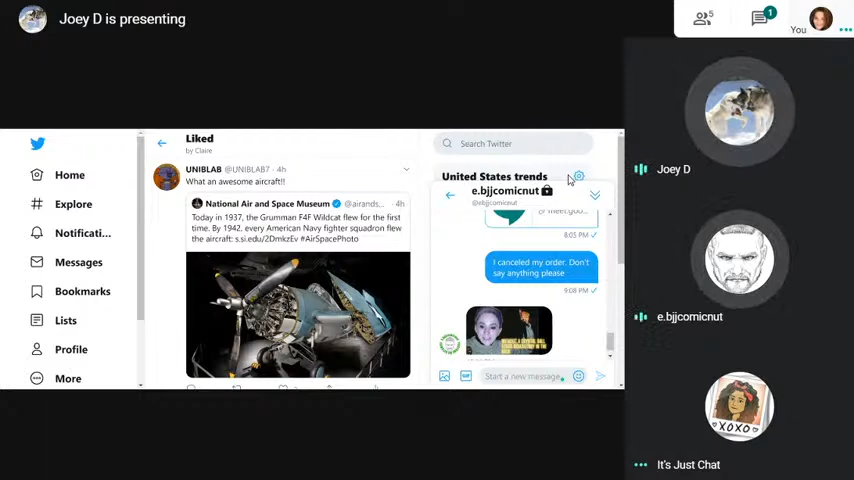 Joey D is presenting
5
1
You
Home
Explore
Notificati...
Messages
Bookmarks
Lists
Profile
More
Liked
by Claire
UNIBLAB @UNIBLAB7 · 4h
What an awesome aircraft!!
National Air and Space Museum @airands... · 4h
Today in 1937, the Grumman F4F Wildcat flew for the first
time. By 1942, every American Navy fighter squadron flew
the aircraft: s.si.edu/2DmkzEv #AirSpacePhoto
Search Twitter
United States trends
e.bjjcomicnut
@ebjjcomicnut
8:05 PM
I canceled my order. Don't
say anything please
9:08 PM
GIF
Start a new message
Joey D
e.bjjcomicnut
XOXO
It's Just Chat